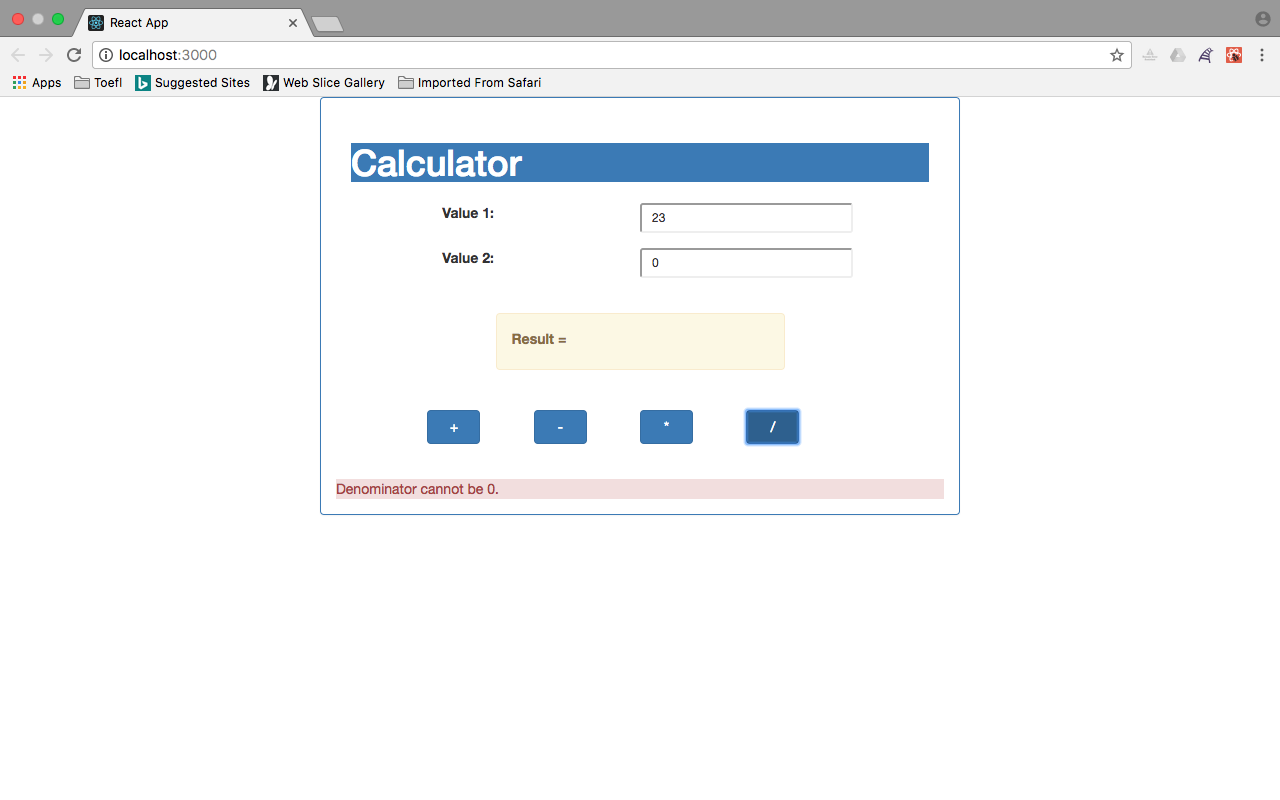 React App
localhost:3000
Apps Toefl Suggested Sites Web Slice Gallery Imported From Safari
Calculator
Value 1: 23
Value 2: 0
Result =
+ - * /
Denominator cannot be 0.